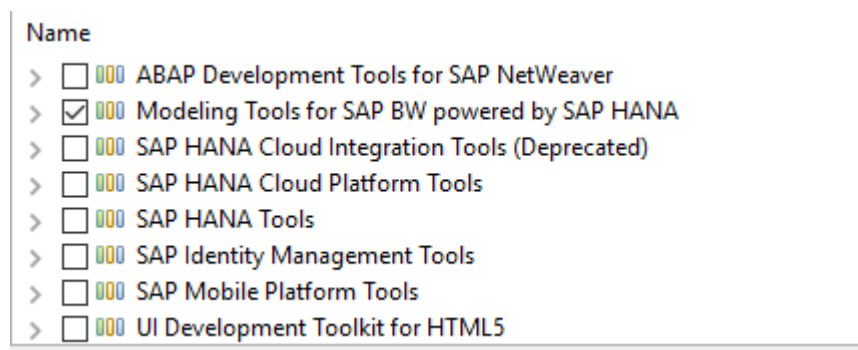 Name
ABAP Development Tools for SAP NetWeaver
Modeling Tools for SAP BW powered by SAP HANA
SAP HANA Cloud Integration Tools (Deprecated)
SAP HANA Cloud Platform Tools
SAP HANA Tools
SAP Identity Management Tools
SAP Mobile Platform Tools
UI Development Toolkit for HTML5